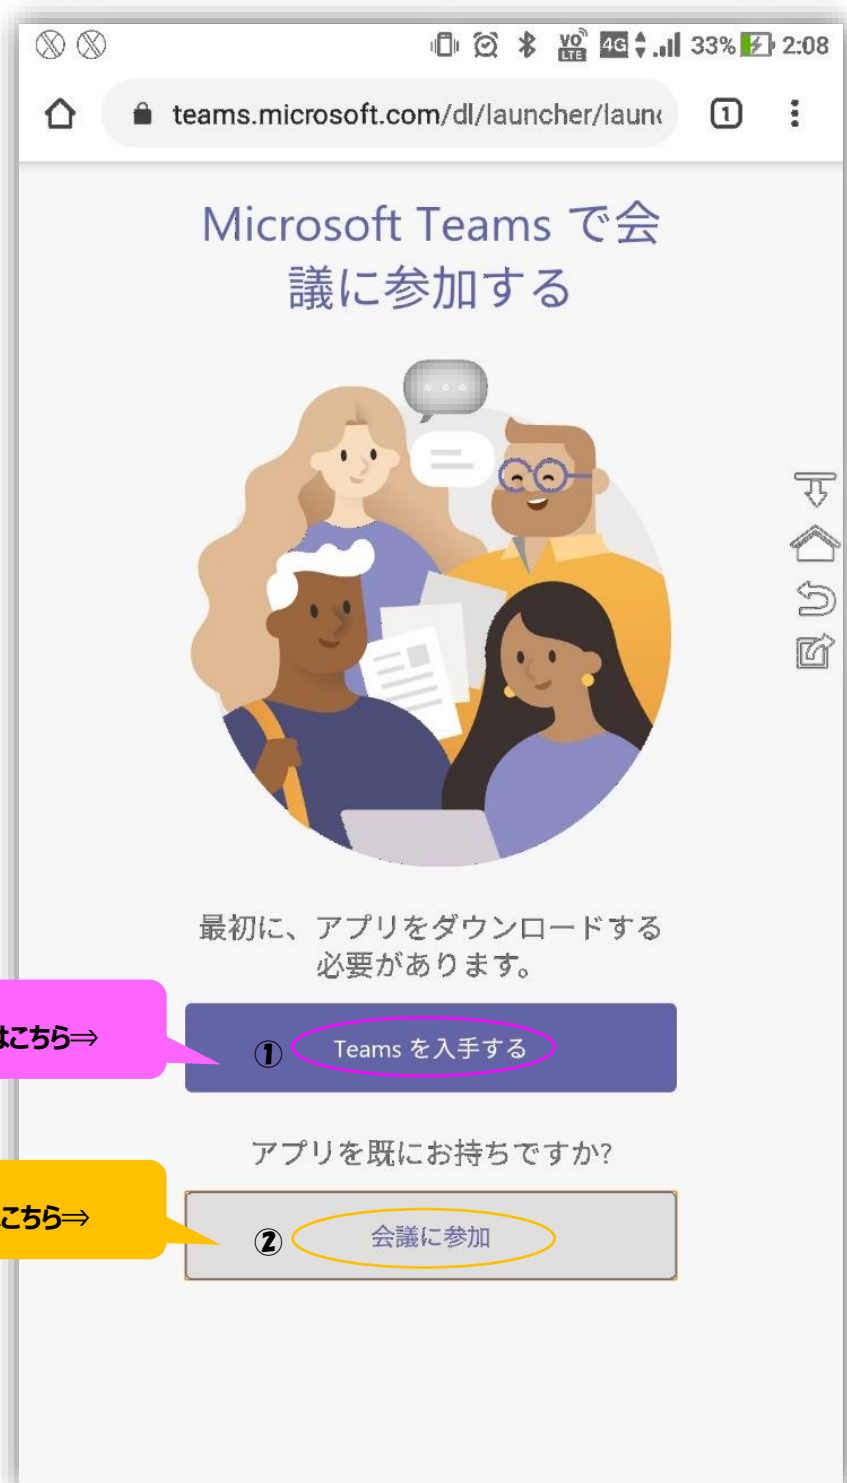 VO LTE 4G 33% 2:08
teams.microsoft.com/dl/launcher/laun
1
Microsoft Teams で会
議に参加する
最初に、アプリをダウンロードする
必要があります。
はこちら⇒
① Teams を入手する
アプリを既にお持ちですか?
こちら⇒
② 会議に参加